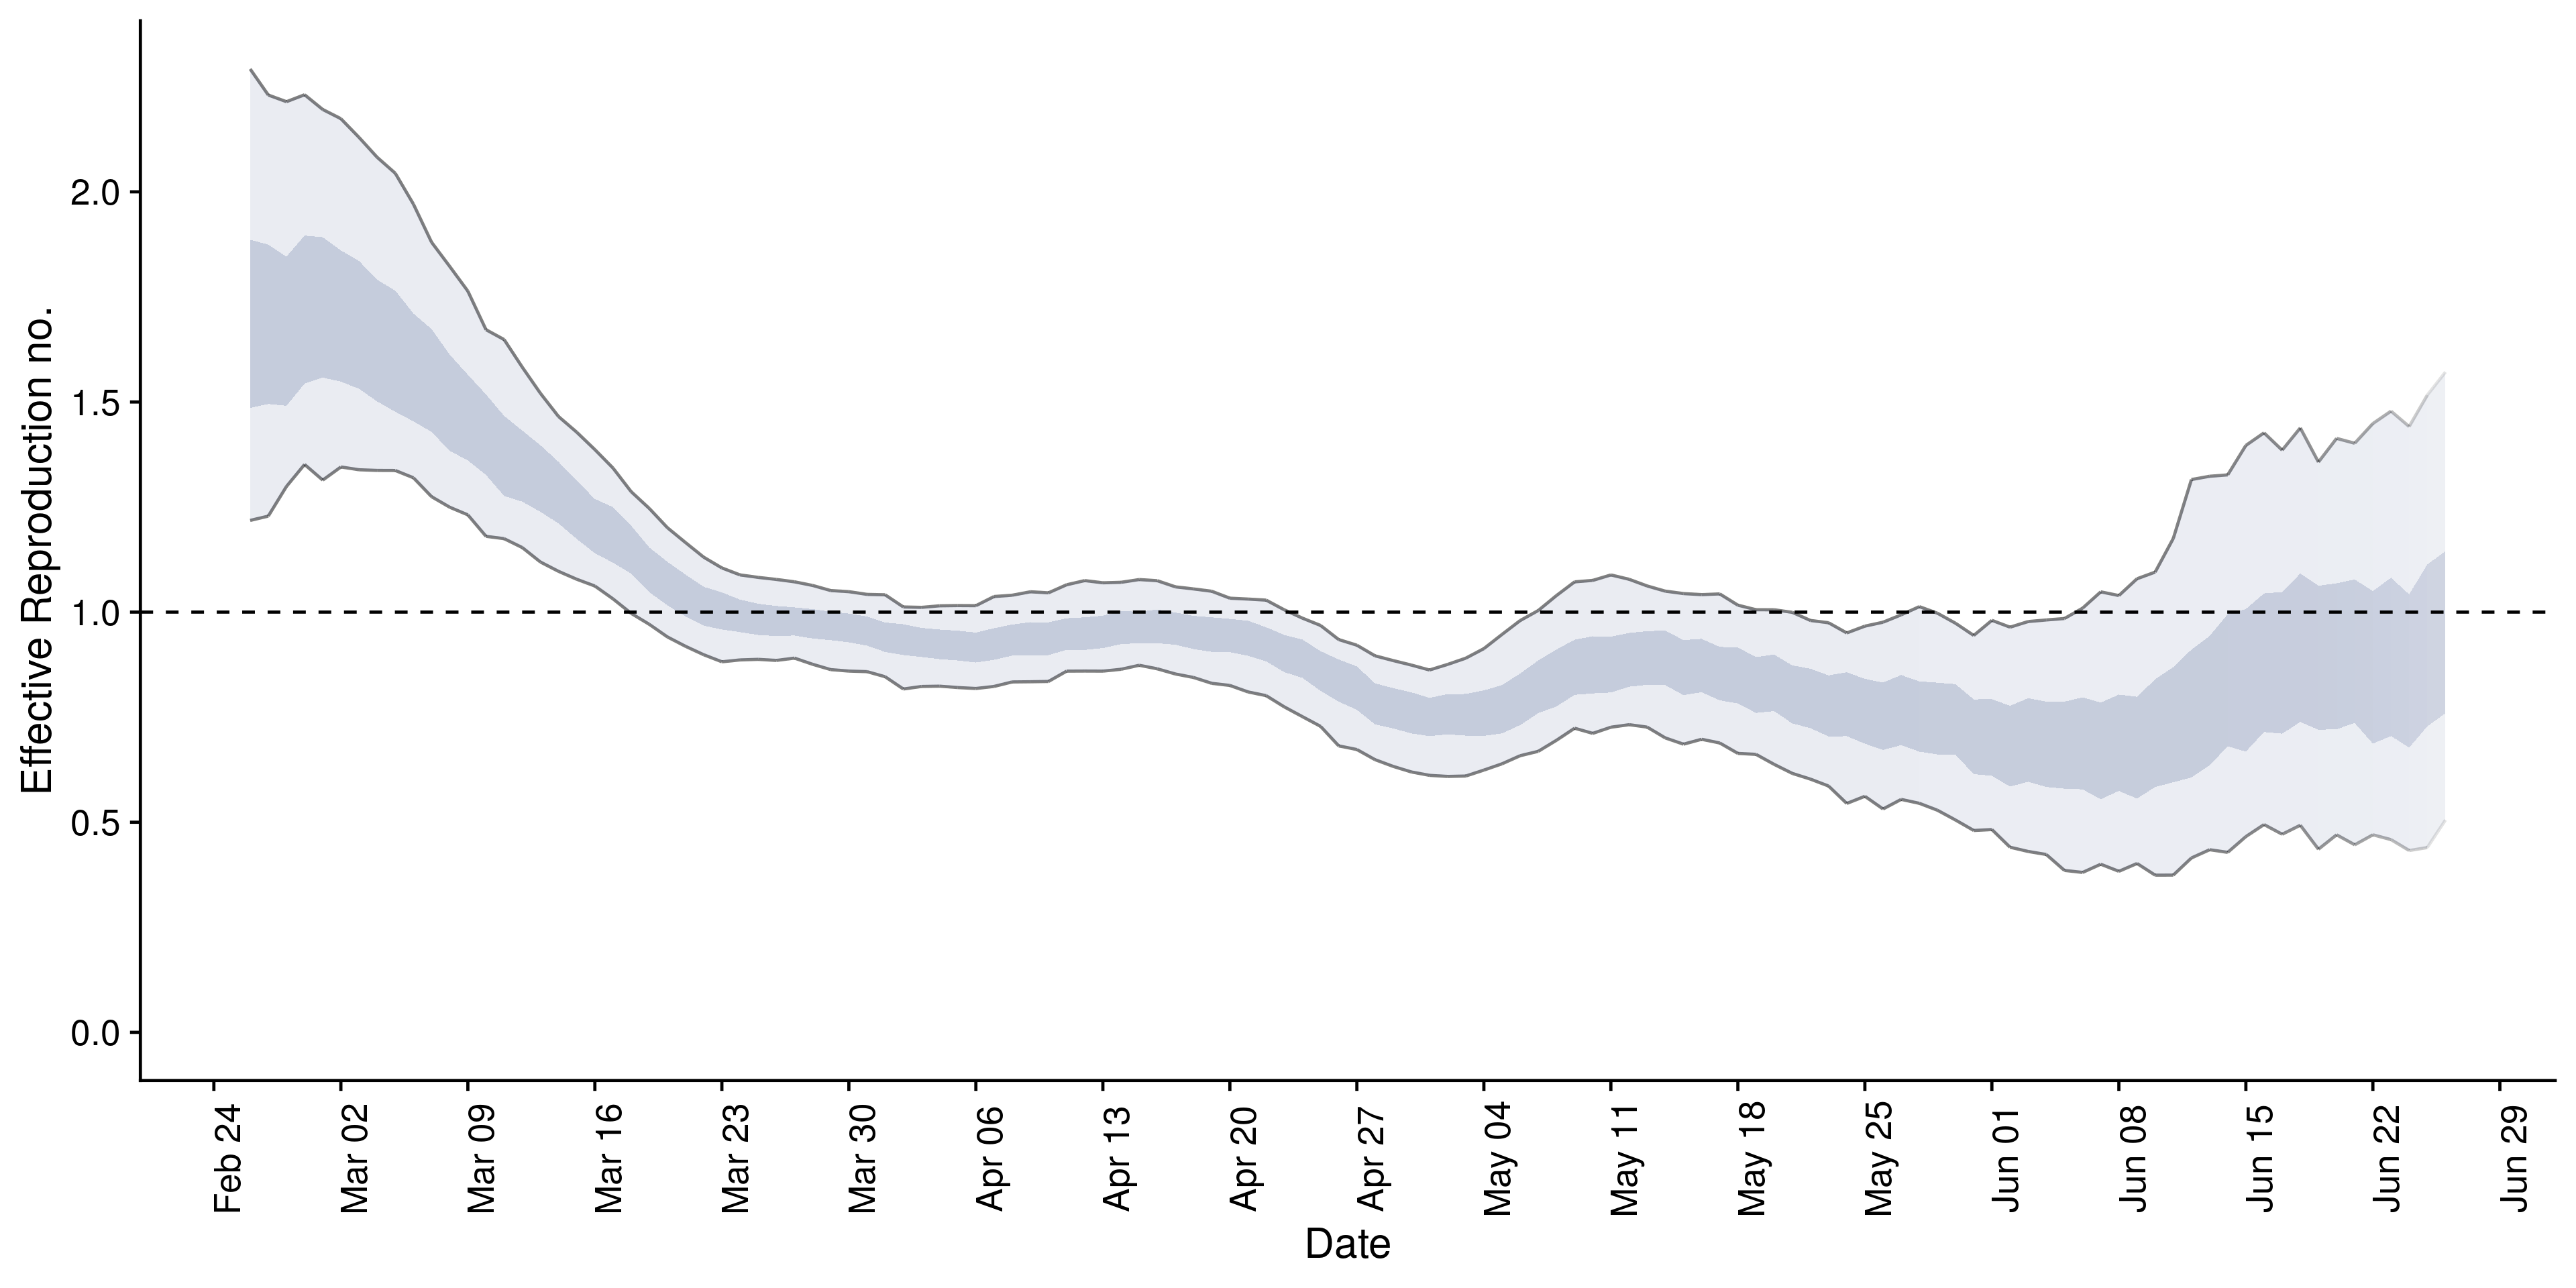 Effective Reproduction no.
2.0
1.5
1.0
0.5
0.0
Feb 24
Mar 02
Mar 09
Mar 16
Mar 23
Mar 30
Apr 06
Apr 13
Apr 20
Apr 27
May 04
May 11
May 18
May 25
Jun 01
Jun 08
Jun 15
Jun 22
Jun 29
Date